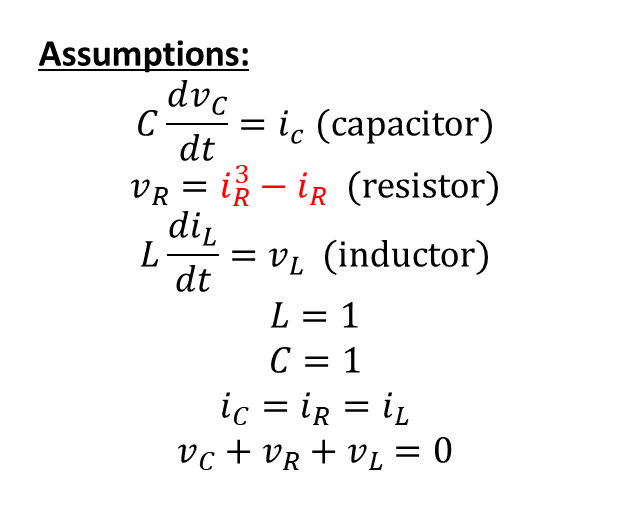 Assumptions:
C dv_C/dt = i_c (capacitor)
v_R = i_R^3 − i_R (resistor)
L di_L/dt = v_L (inductor)
L = 1
C = 1
i_C = i_R = i_L
v_C + v_R + v_L = 0